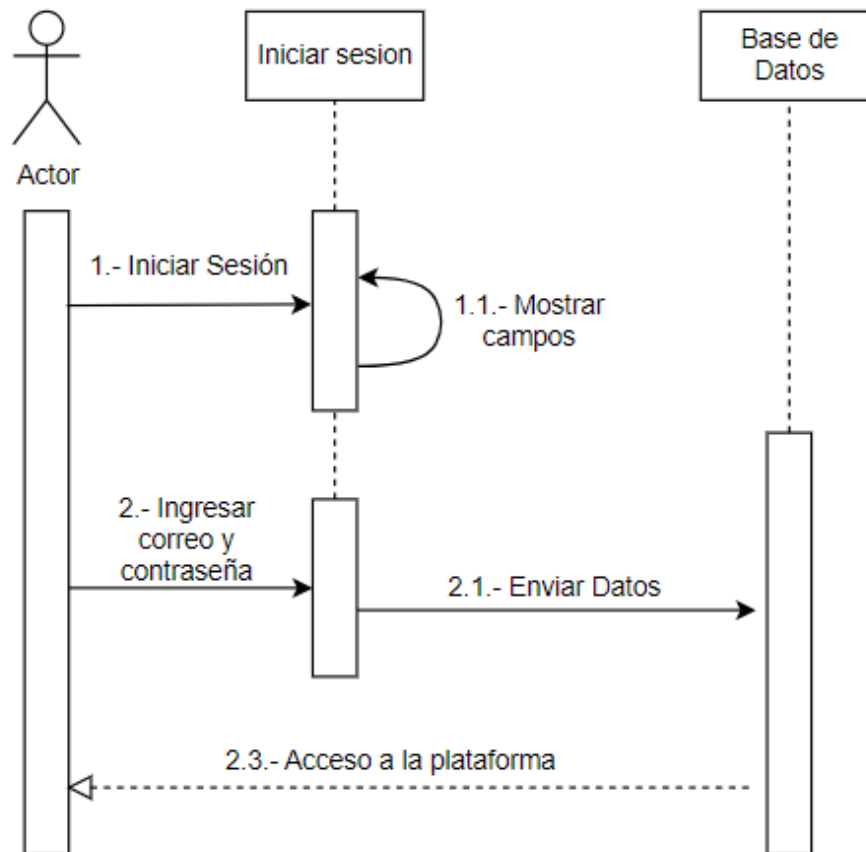 Iniciar sesion
Base de
Datos
Actor
1.- Iniciar Sesión
1.1.- Mostrar
campos
2.- Ingresar
correo y
contraseña
2.1.- Enviar Datos
2.3.- Acceso a la plataforma